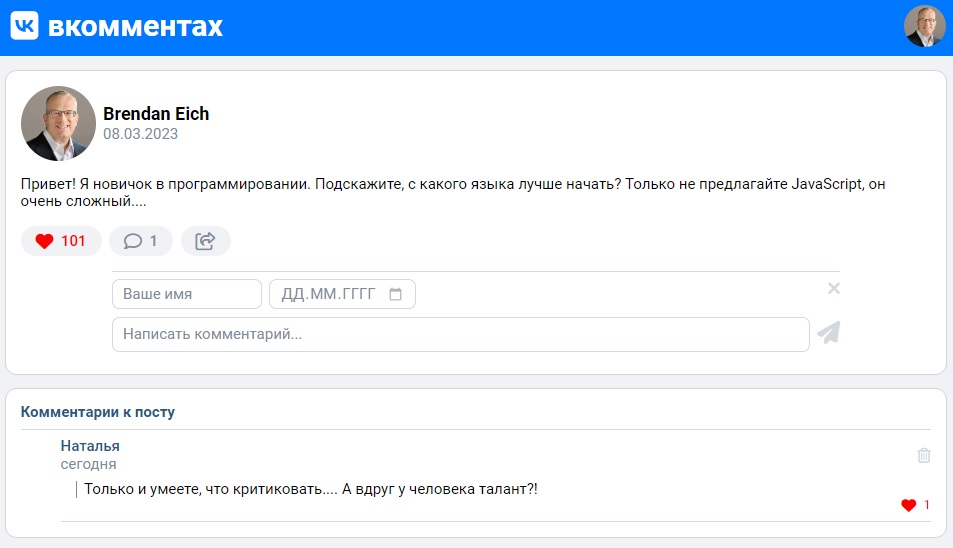 вкомментах
Brendan Eich
08.03.2023
Привет! Я новичок в программировании. Подскажите, с какого языка лучше начать? Только не предлагайте JavaScript, он
очень сложный....
101 1
Ваше имя ДД.ММ.ГГГГ
Написать комментарий...
Комментарии к посту
Наталья
сегодня
Только и умеете, что критиковать.... А вдруг у человека талант?!
1